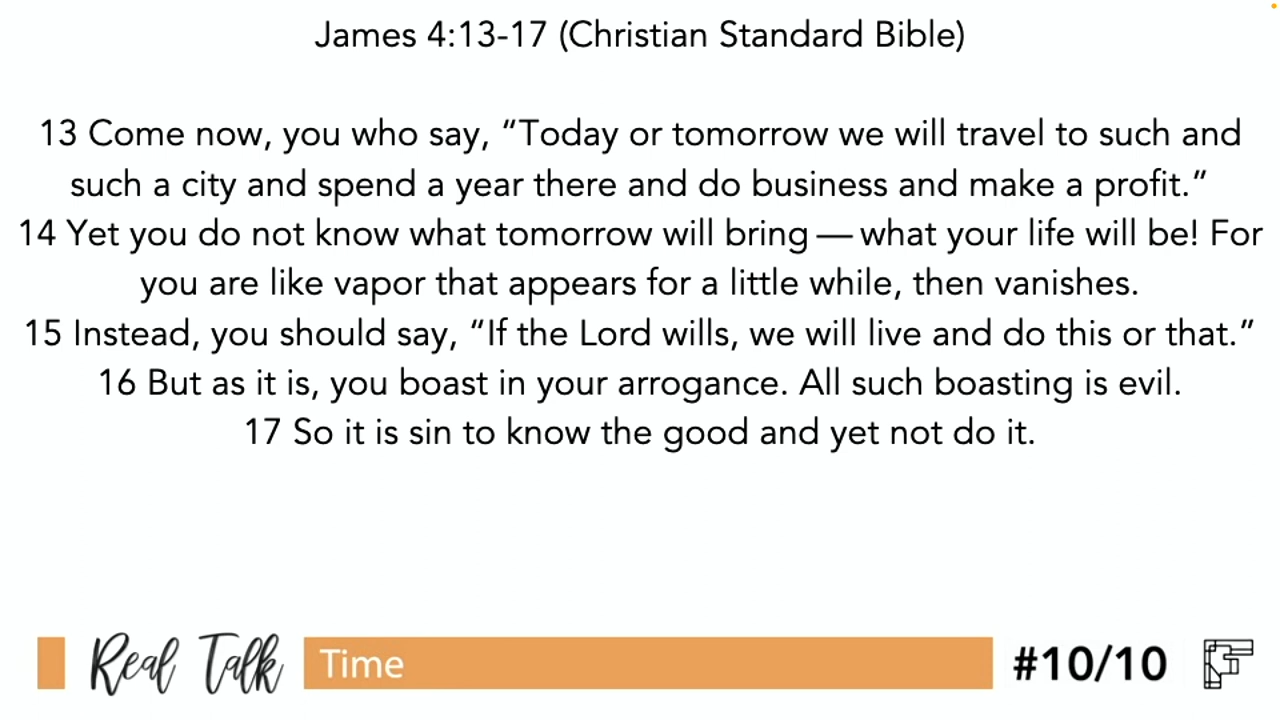 James 4:13-17 (Christian Standard Bible)
13 Come now, you who say, “Today or tomorrow we will travel to such and
such a city and spend a year there and do business and make a profit.”
14 Yet you do not know what tomorrow will bring — what your life will be! For
you are like vapor that appears for a little while, then vanishes.
15 Instead, you should say, “If the Lord wills, we will live and do this or that.”
16 But as it is, you boast in your arrogance. All such boasting is evil.
17 So it is sin to know the good and yet not do it.
Real Talk Time #10/10